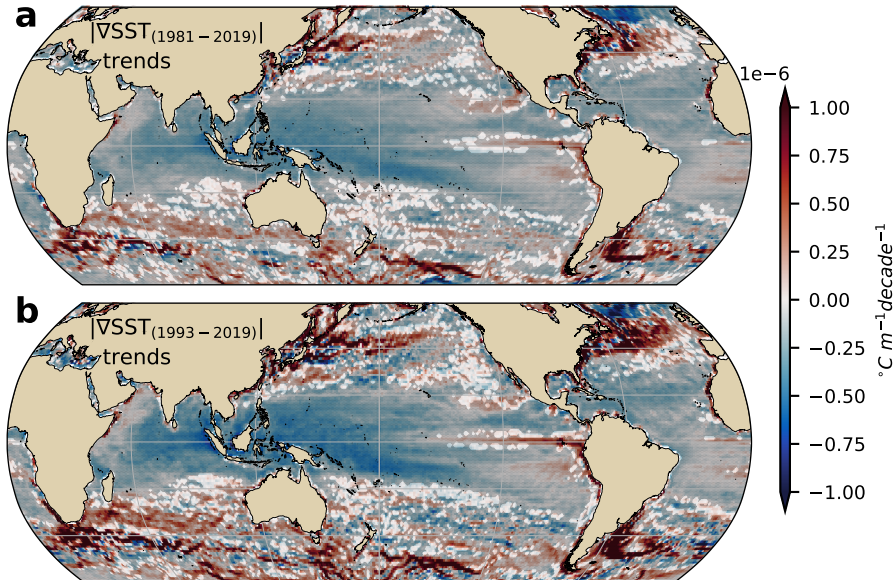 a
|∇SST(1981−2019)|
trends
b
|∇SST(1993−2019)|
trends
1e−6
1.00
0.75
0.50
0.25
0.00
−0.25
−0.50
−0.75
−1.00
°C m−1decade−1